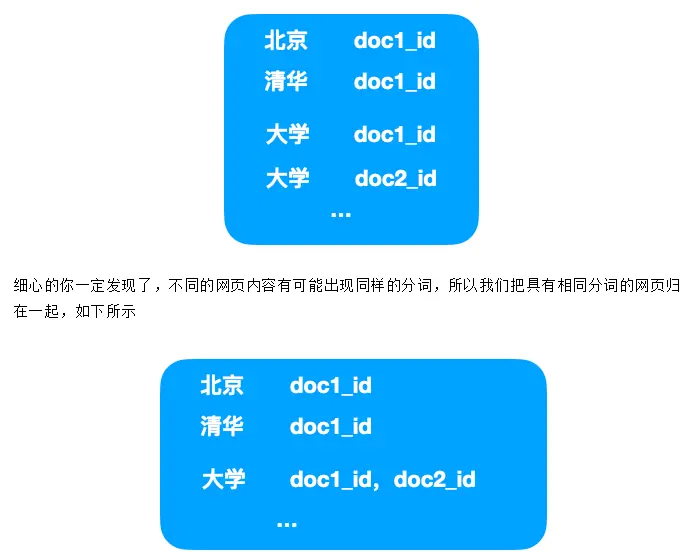 北京 doc1_id
清华 doc1_id
大学 doc1_id
大学 doc2_id
...
细心的你一定发现了，不同的网页内容有可能出现同样的分词，所以我们把具有相同分词的网页归
在一起，如下所示
北京 doc1_id
清华 doc1_id
大学 doc1_id，doc2_id
...